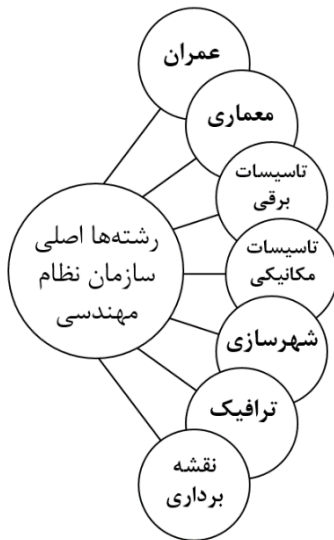 رشته‌ها اصلی
سازمان نظام
مهندسی
عمران
معماری
تاسیسات
برقی
تاسیسات
مکانیکی
شهرسازی
ترافیک
نقشه
برداری